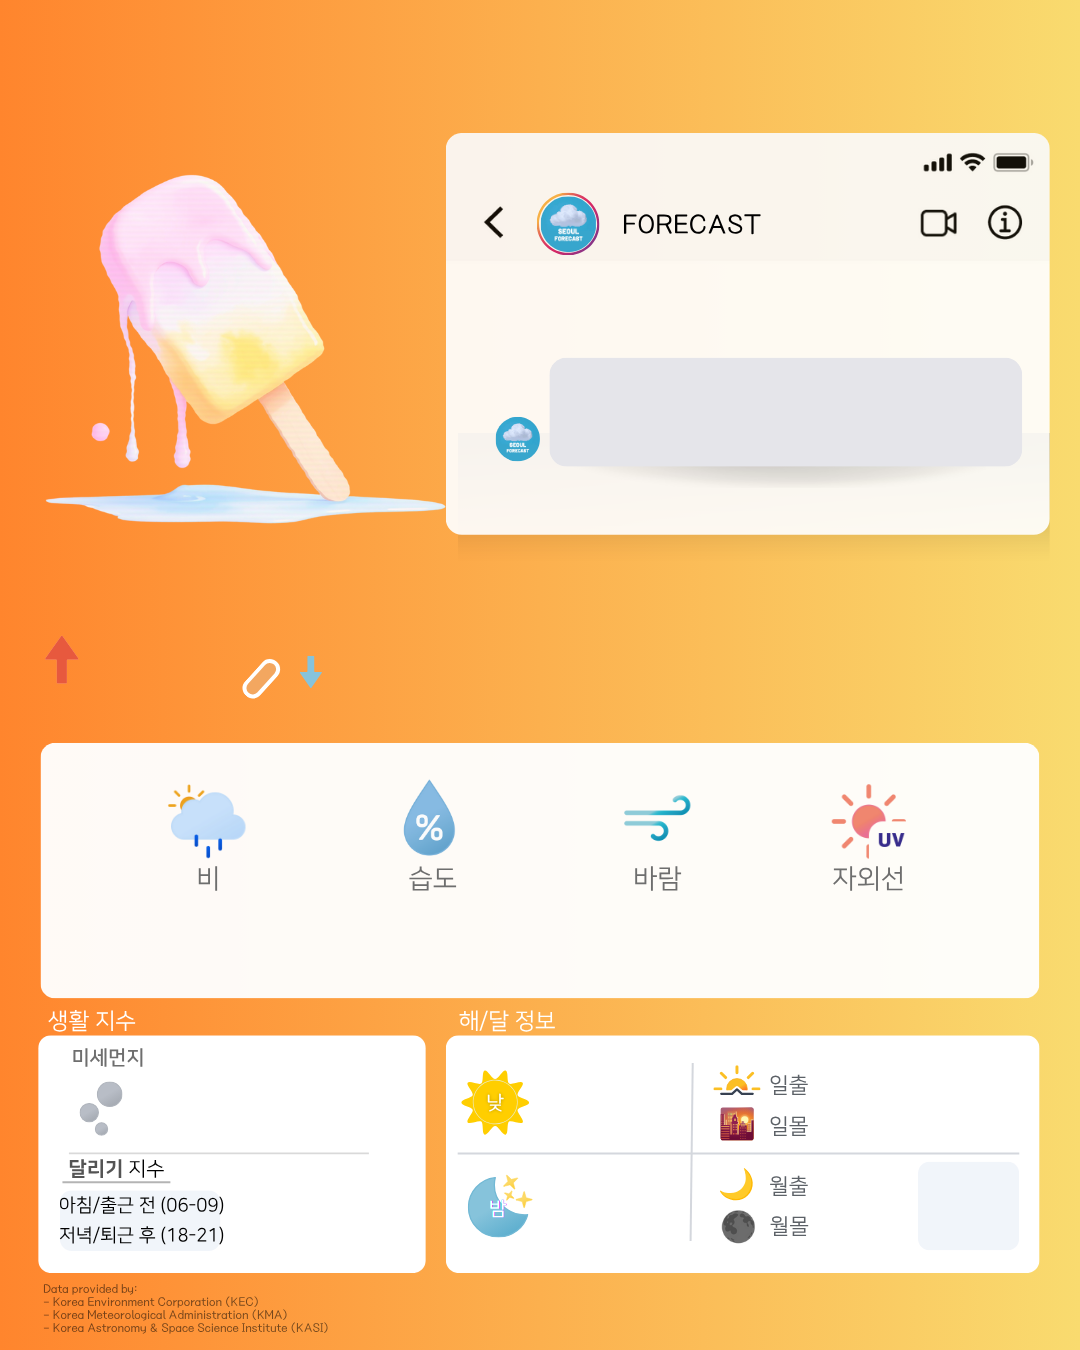 FORECAST
SEOUL
FORECAST
SEOUL
FORECAST
%
UV
비
습도
바람
자외선
생활 지수
해/달 정보
미세먼지
낮
일출
일몰
달리기 지수
아침/출근 전 (06-09)
저녁/퇴근 후 (18-21)
밤
월출
월몰
Data provided by:
- Korea Environment Corporation (KEC)
- Korea Meteorological Administration (KMA)
- Korea Astronomy & Space Science Institute (KASI)